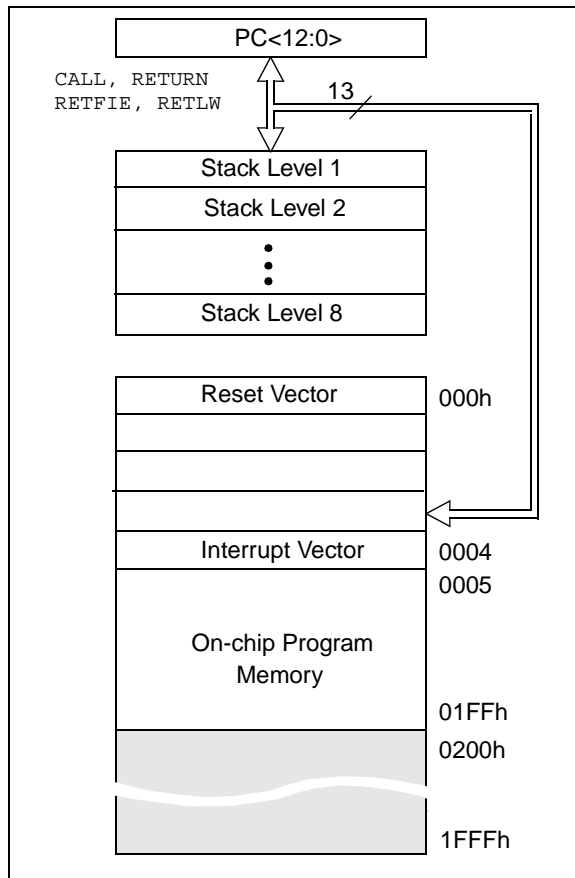 PC<12:0>
CALL, RETURN
RETFIE, RETLW
13
Stack Level 1
Stack Level 2
Stack Level 8
Reset Vector
000h
Interrupt Vector
0004
0005
On-chip Program
Memory
01FFh
0200h
1FFFh